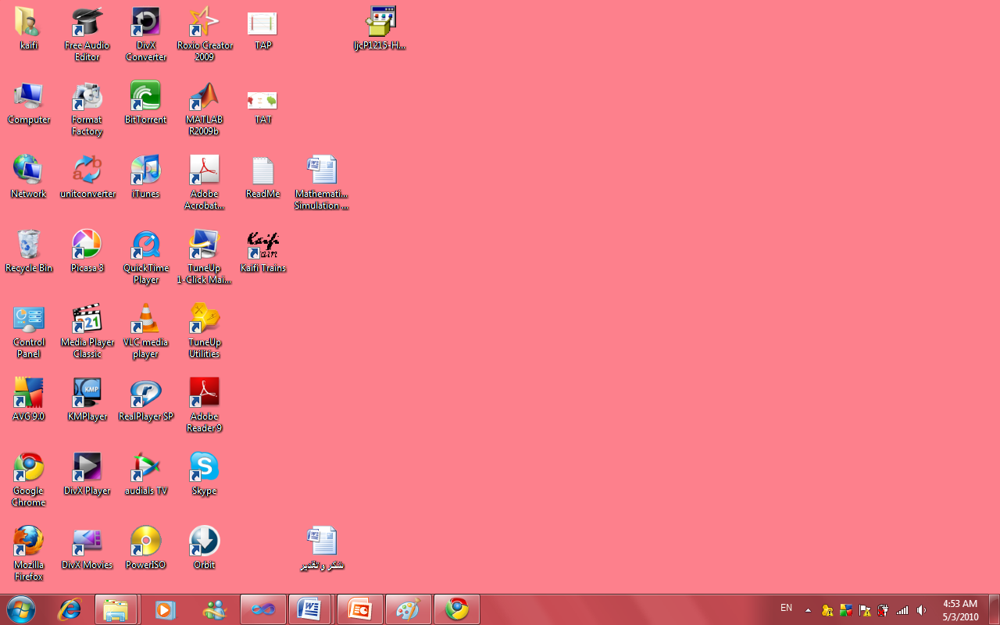 kaifi
Free Audio
Editor
DivX
Converter
Roxio Creator
2009
TAP
ljcP1215-H...
Computer
Format
Factory
BitTorrent
MATLAB
R2009b
TAT
Network
unitconverter
iTunes
Adobe
Acrobat...
ReadMe
Mathemati...
Simulation ...
Recycle Bin
Picasa 3
QuickTime
Player
TuneUp
1-Click Mai...
Kaifi
Kaifi Trains
Control
Panel
321
Media Player
Classic
VLC media
player
TuneUp
Utilities
AVG 9.0
KMP
KMPlayer
RealPlayer SP
Adobe
Reader 9
Google
Chrome
DivX Player
audials TV
Skype
Mozilla
Firefox
DivX Movies
PowerISO
Orbit
شكر و تقدير
EN
4:53 AM
5/3/2010